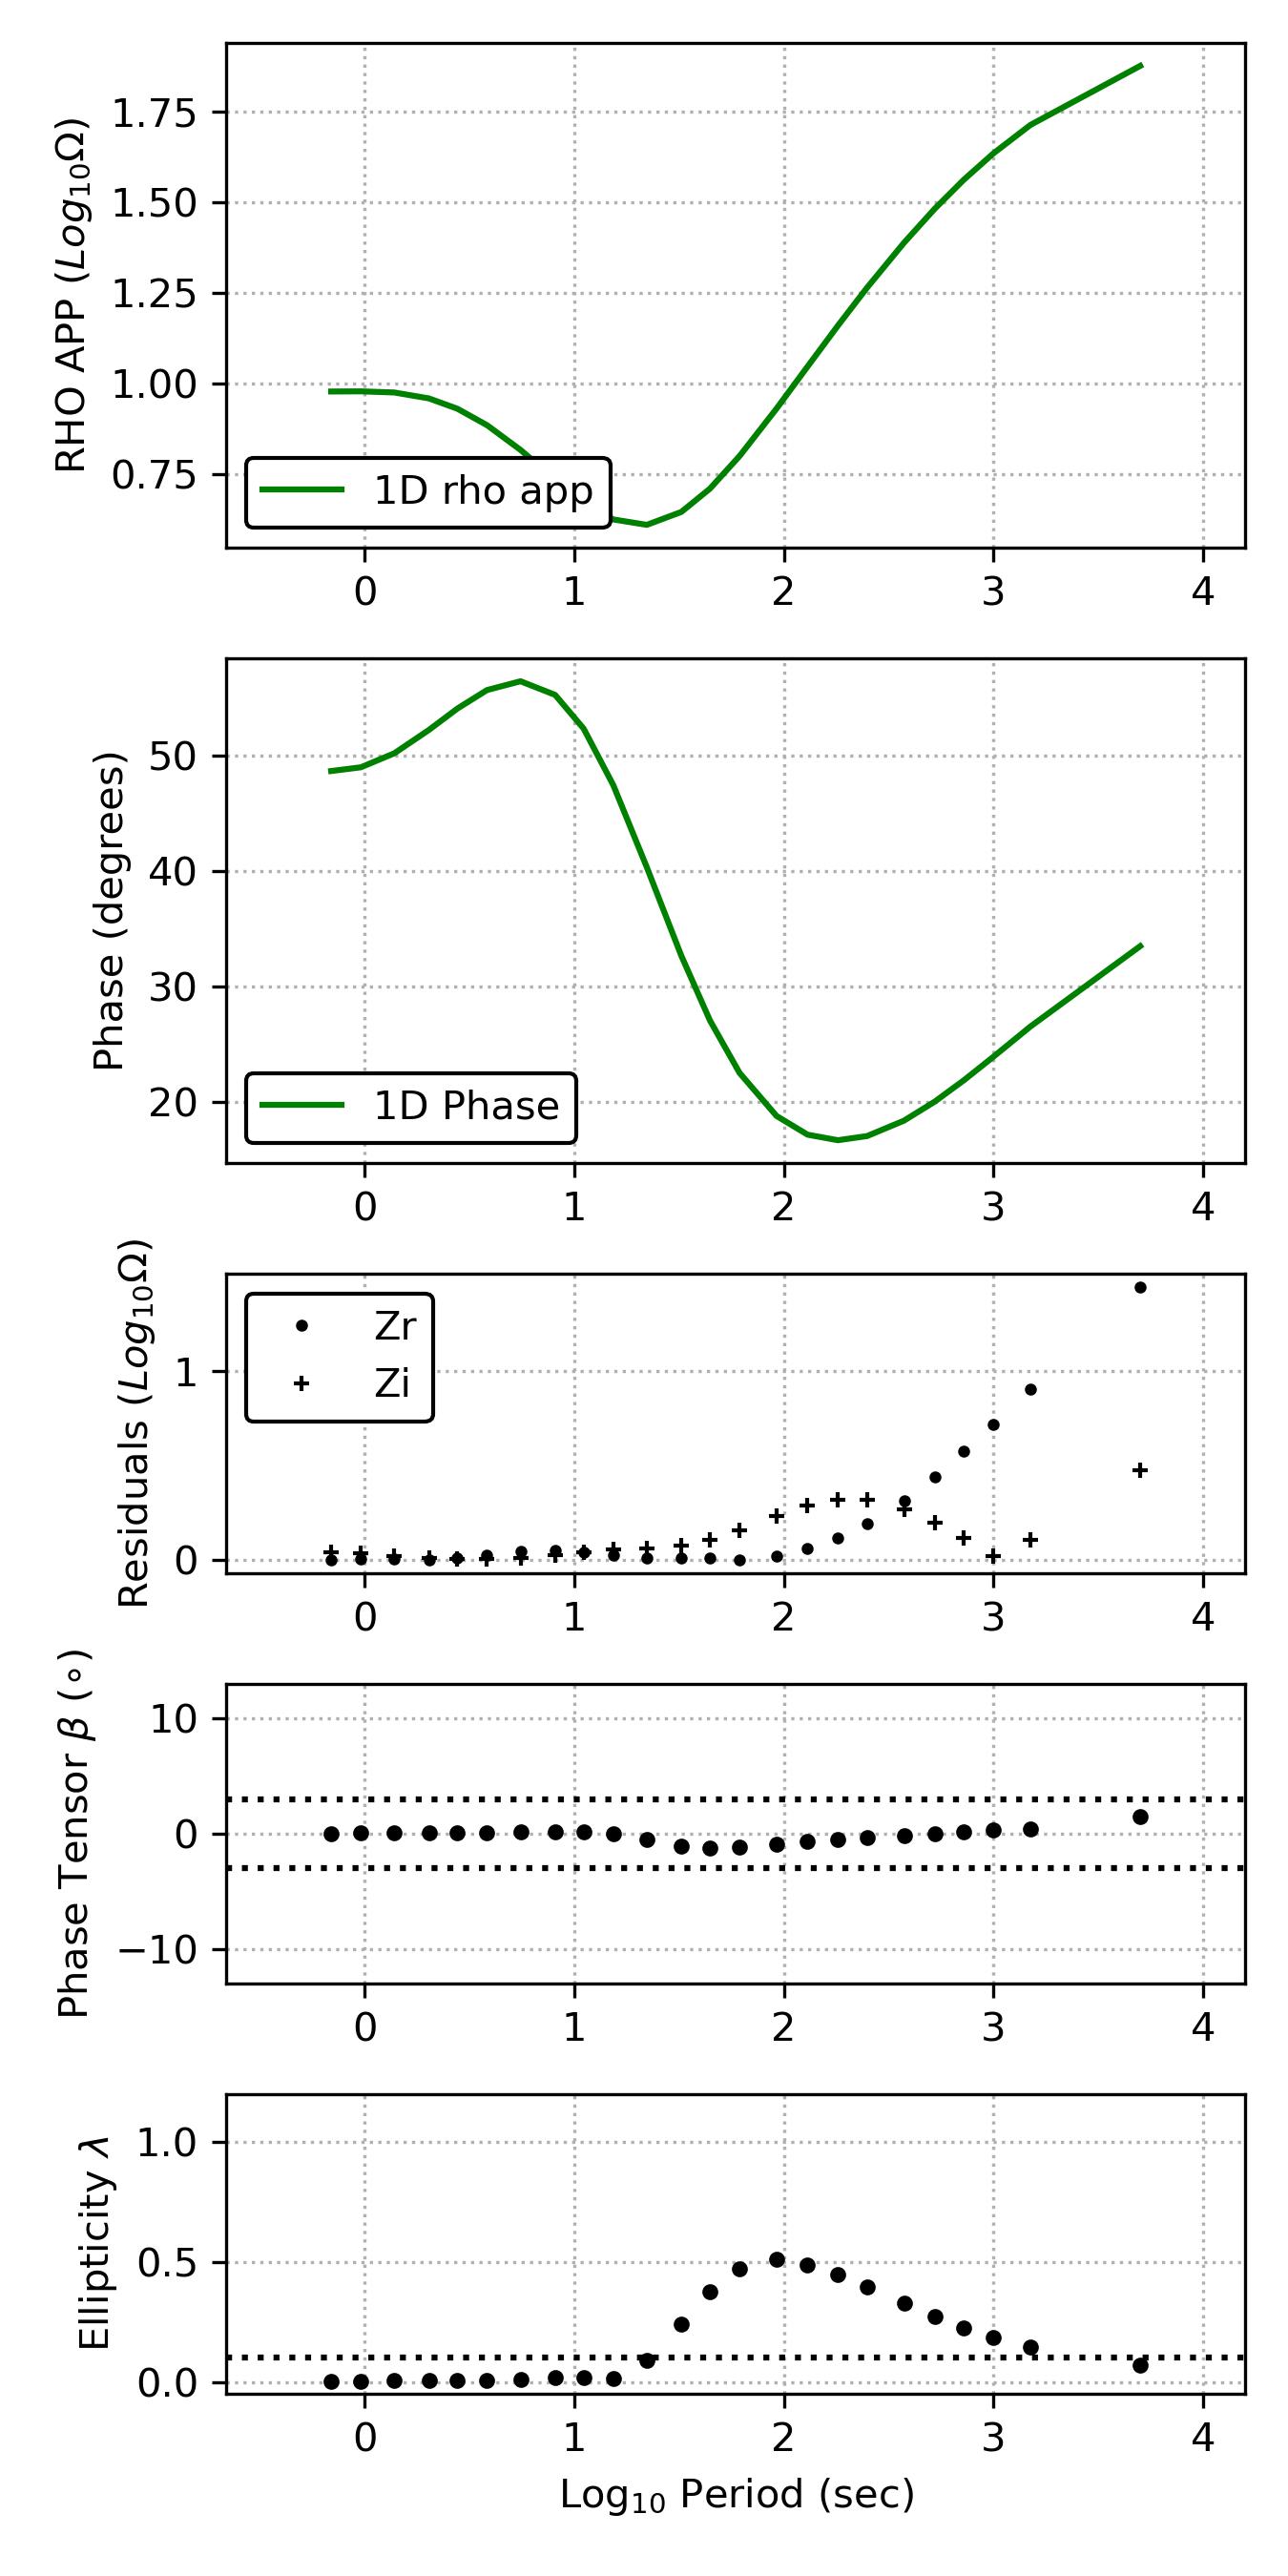 RHO APP (Log₁₀Ω)
1.75
1.50
1.25
1.00
0.75
1D rho app
0 1 2 3 4
Phase (degrees)
50
40
30
20
1D Phase
0 1 2 3 4
Residuals (Log₁₀Ω)
1
0
Zr
Zi
0 1 2 3 4
Phase Tensor β (∘)
10
0
−10
0 1 2 3 4
Ellipticity λ
1.0
0.5
0.0
0 1 2 3 4
Log₁₀ Period (sec)